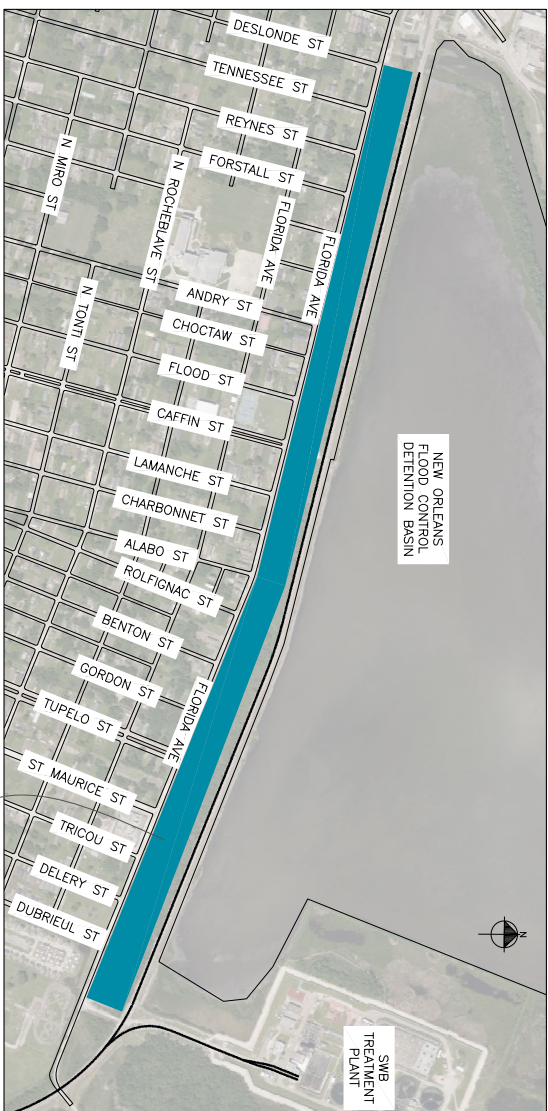 DESLONDE ST
TENNESSEE ST
REYNES ST
FORSTALL ST
N MIRO ST
N ROCHEBLAVE ST
FLORIDA AVE
FLORIDA AVE
ANDRY ST
N TONTI ST
CHOCTAW ST
FLOOD ST
CAFFIN ST
LAMANCHE ST
CHARBONNET ST
ALABO ST
ROLFIGNAC ST
BENTON ST
GORDON ST
TUPELO ST
FLORIDA AVE
ST MAURICE ST
TRICOU ST
DELERY ST
DUBRIEUL ST
NEW ORLEANS
FLOOD CONTROL
DETENTION BASIN
N
SWB
TREATMENT
PLANT